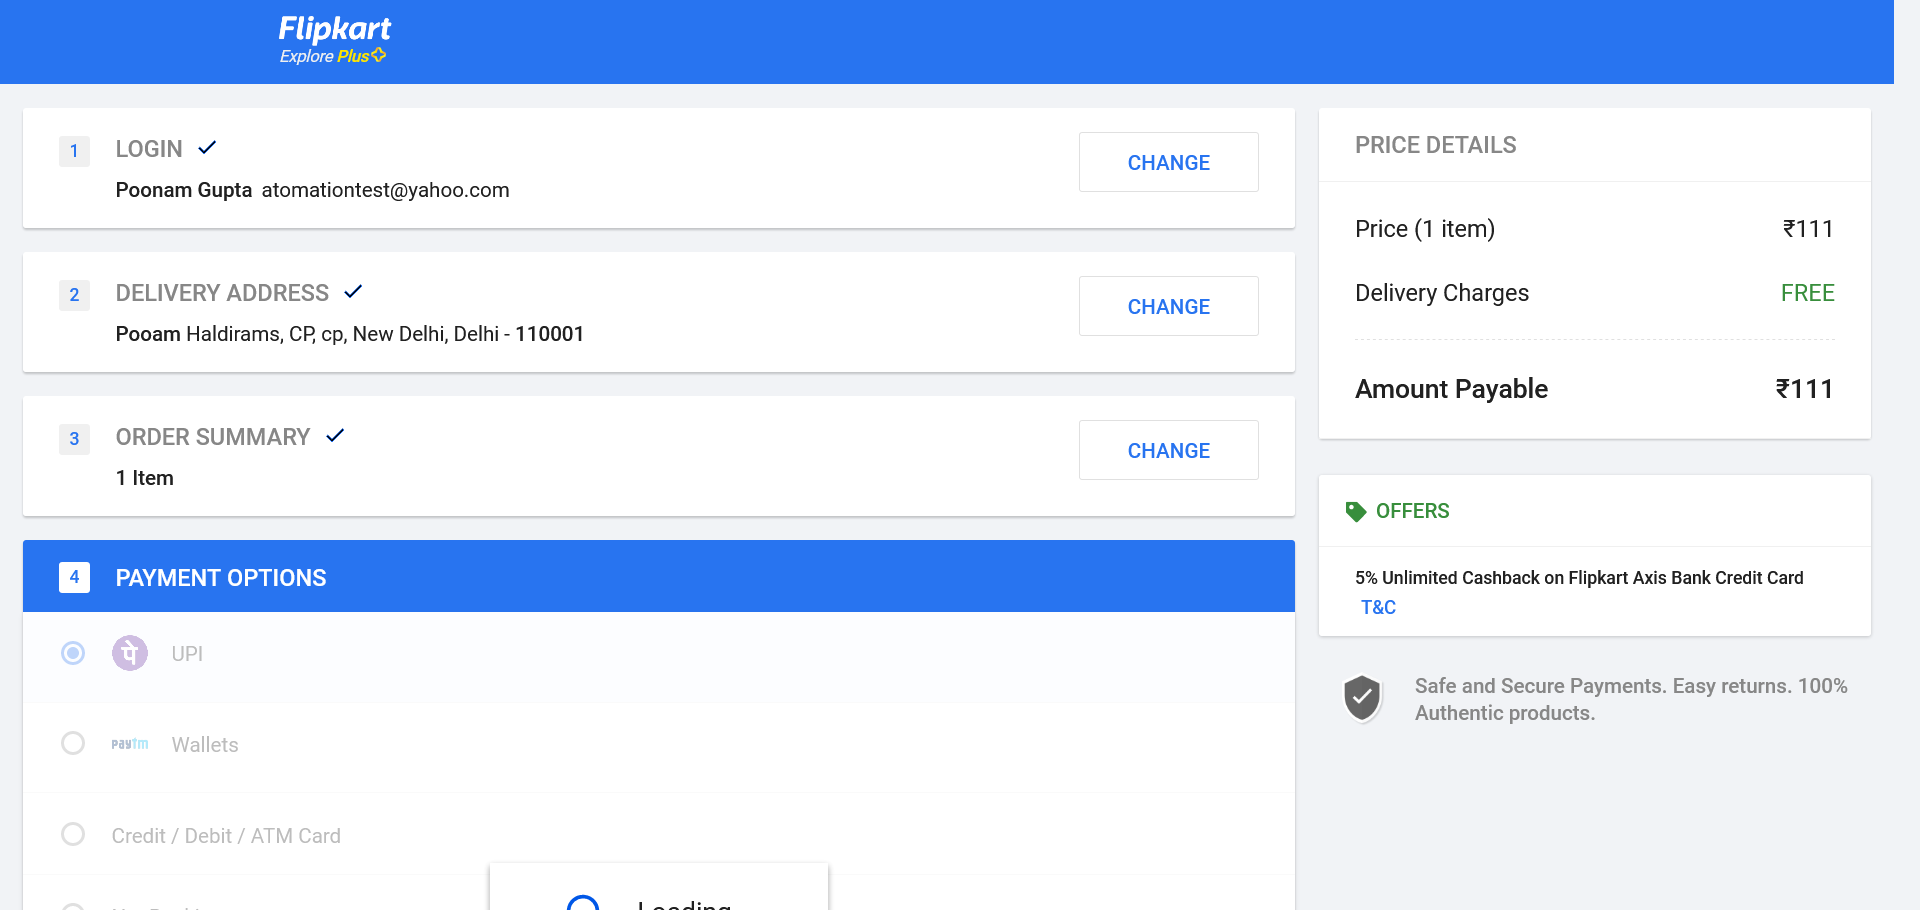 Flipkart
Explore Plus
1 LOGIN
Poonam Gupta atomationtest@yahoo.com
CHANGE
2 DELIVERY ADDRESS
Pooam Haldirams, CP, cp, New Delhi, Delhi - 110001
CHANGE
3 ORDER SUMMARY
1 Item
CHANGE
4 PAYMENT OPTIONS
पे UPI
paytm Wallets
Credit / Debit / ATM Card
Loading
PRICE DETAILS
Price (1 item) ₹111
Delivery Charges FREE
Amount Payable ₹111
OFFERS
5% Unlimited Cashback on Flipkart Axis Bank Credit Card
T&C
Safe and Secure Payments. Easy returns. 100%
Authentic products.